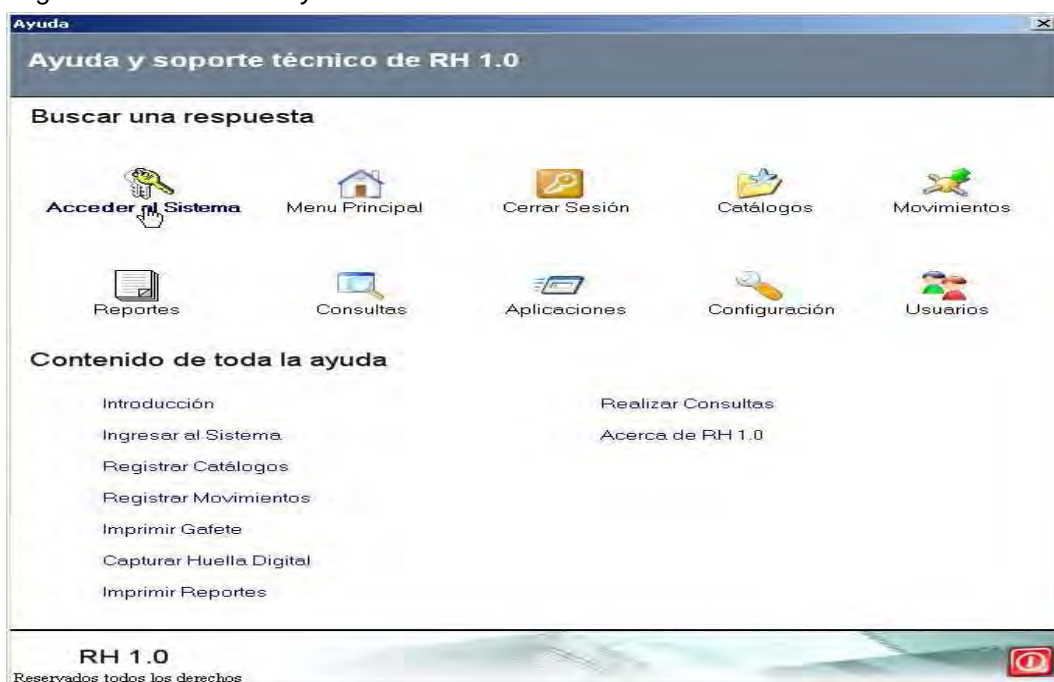 Ayuda
Ayuda y soporte técnico de RH 1.0
Buscar una respuesta
Acceder al Sistema Menu Principal Cerrar Sesión Catálogos Movimientos
Reportes Consultas Aplicaciones Configuración Usuarios
Contenido de toda la ayuda
Introducción Realizar Consultas
Ingresar al Sistema Acerca de RH 1.0
Registrar Catálogos
Registrar Movimientos
Imprimir Gafete
Capturar Huella Digital
Imprimir Reportes
RH 1.0
Reservados todos los derechos